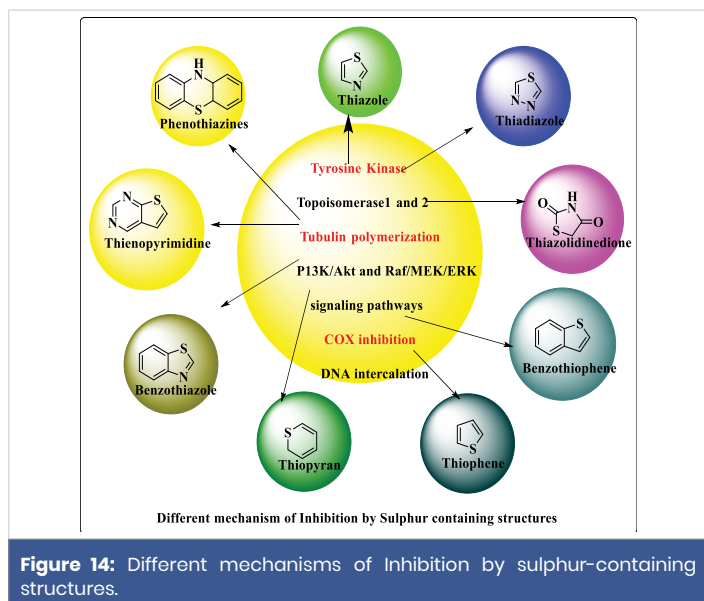 H
N
S
Phenothiazines
S
N
Thiazole
S
N N
Thiadiazole
Tyrosine Kinase
Topoisomerase1 and 2
Tubulin polymerization
P13K/Akt and Raf/MEK/ERK
signaling pathways
COX inhibition
DNA intercalation
N S
N
Thienopyrimidine
O NH
S O
Thiazolidinedione
S
N
Benzothiazole
S
Benzothiophene
S
Thiopyran
S
Thiophene
Different mechanism of Inhibition by Sulphur containing structures
Figure 14: Different mechanisms of Inhibition by sulphur-containing
structures.